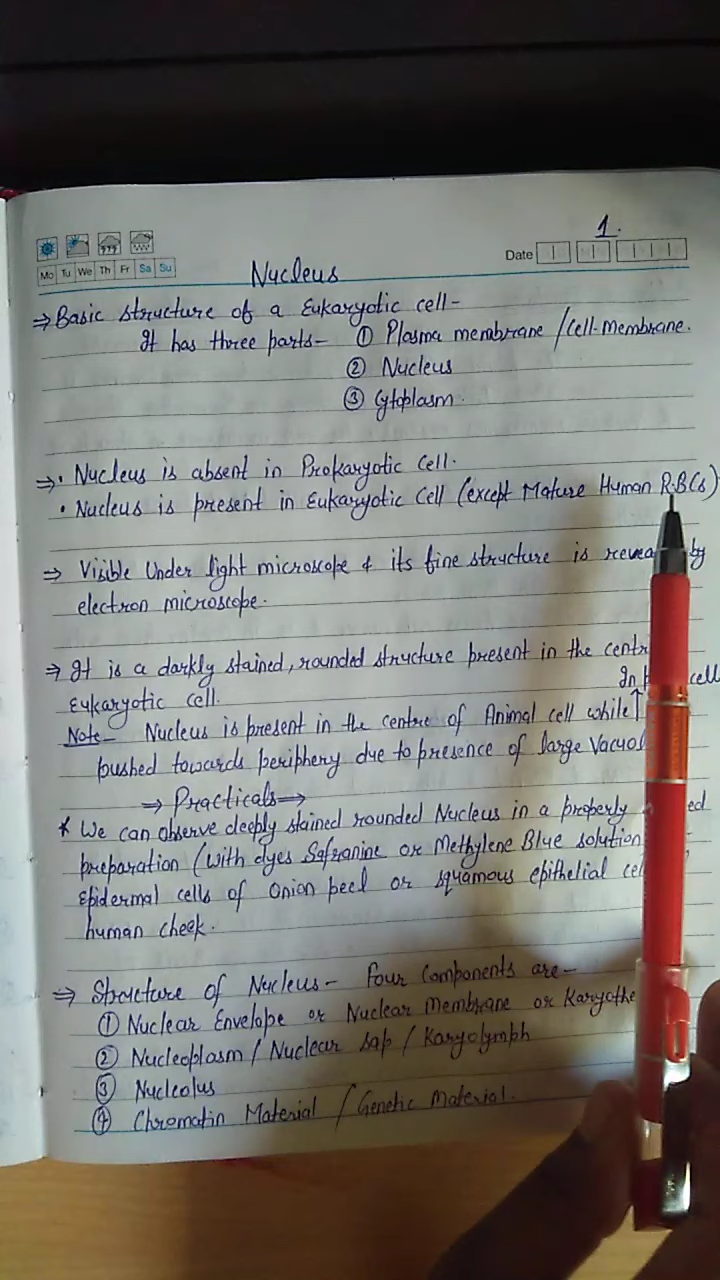 1.
Date
Mo Tu We Th Fr Sa Su
Nucleus
⇒ Basic structure of a Eukaryotic cell-
It has three parts- ① Plasma membrane /cell-membrane.
② Nucleus
③ Cytoplasm.
⇒ • Nucleus is absent in Prokaryotic Cell.
• Nucleus is present in Eukaryotic Cell (except Mature Human R.B.Cs)
⇒ Visible Under light microscope & its fine structure is by
electron microscope.
⇒ It is a darkly stained, rounded structure present in the
Eukaryotic cell.
In cell
Note- Nucleus is present in the centre of Animal cell while ↑
pushed towards periphery due to presence of large
⇒ Practicals ⇒
* We can observe deeply stained rounded Nucleus in a properly
preparation (with dyes Safranine or Methylene Blue solution
Epidermal cells of Onion peel or squamous epithelial
human cheek.
⇒ Structure of Nucleus- Four Components are-
① Nuclear Envelope or Nuclear Membrane or
② Nucleoplasm / Nuclear Sap / Karyolymph
③ Nucleolus
④ Chromatin Material / Genetic Material.